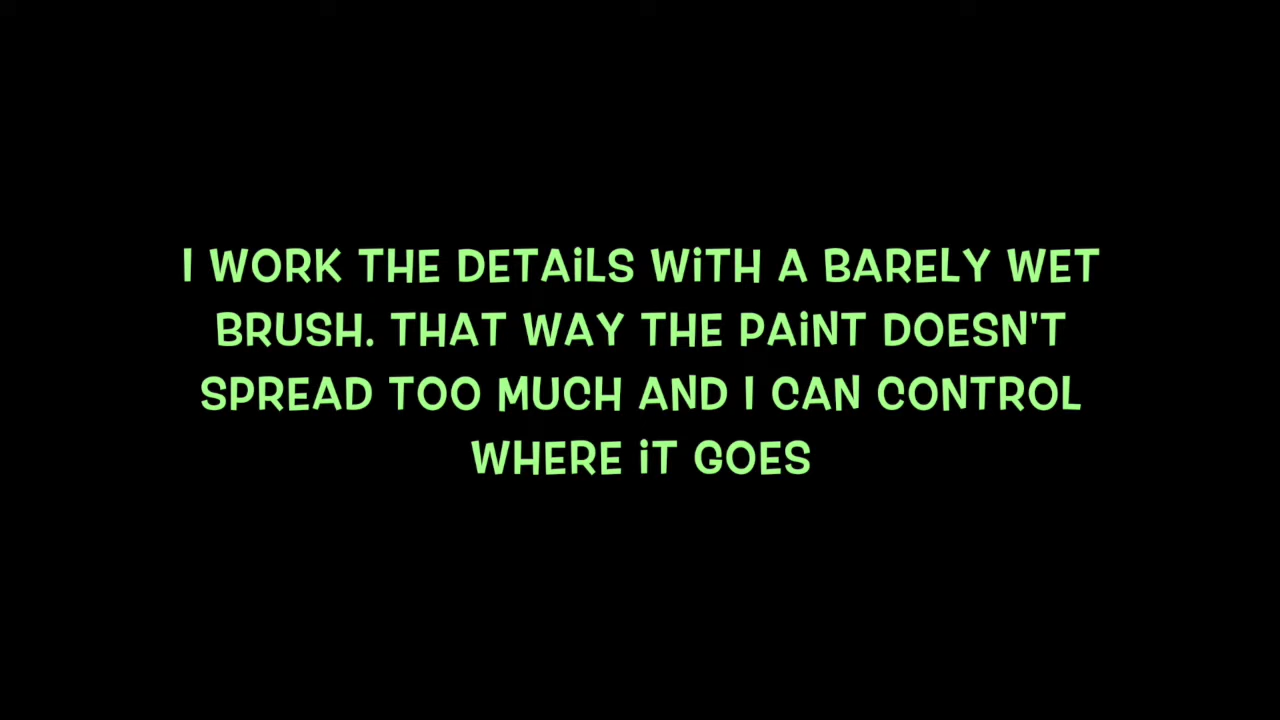 I WORK THE DETAiLS WiTH A BARELY WET
BRUSH. THAT WAY THE PAiNT DOESN'T
SPREAD TOO MUCH AND I CAN CONTROL
WHERE iT GOES